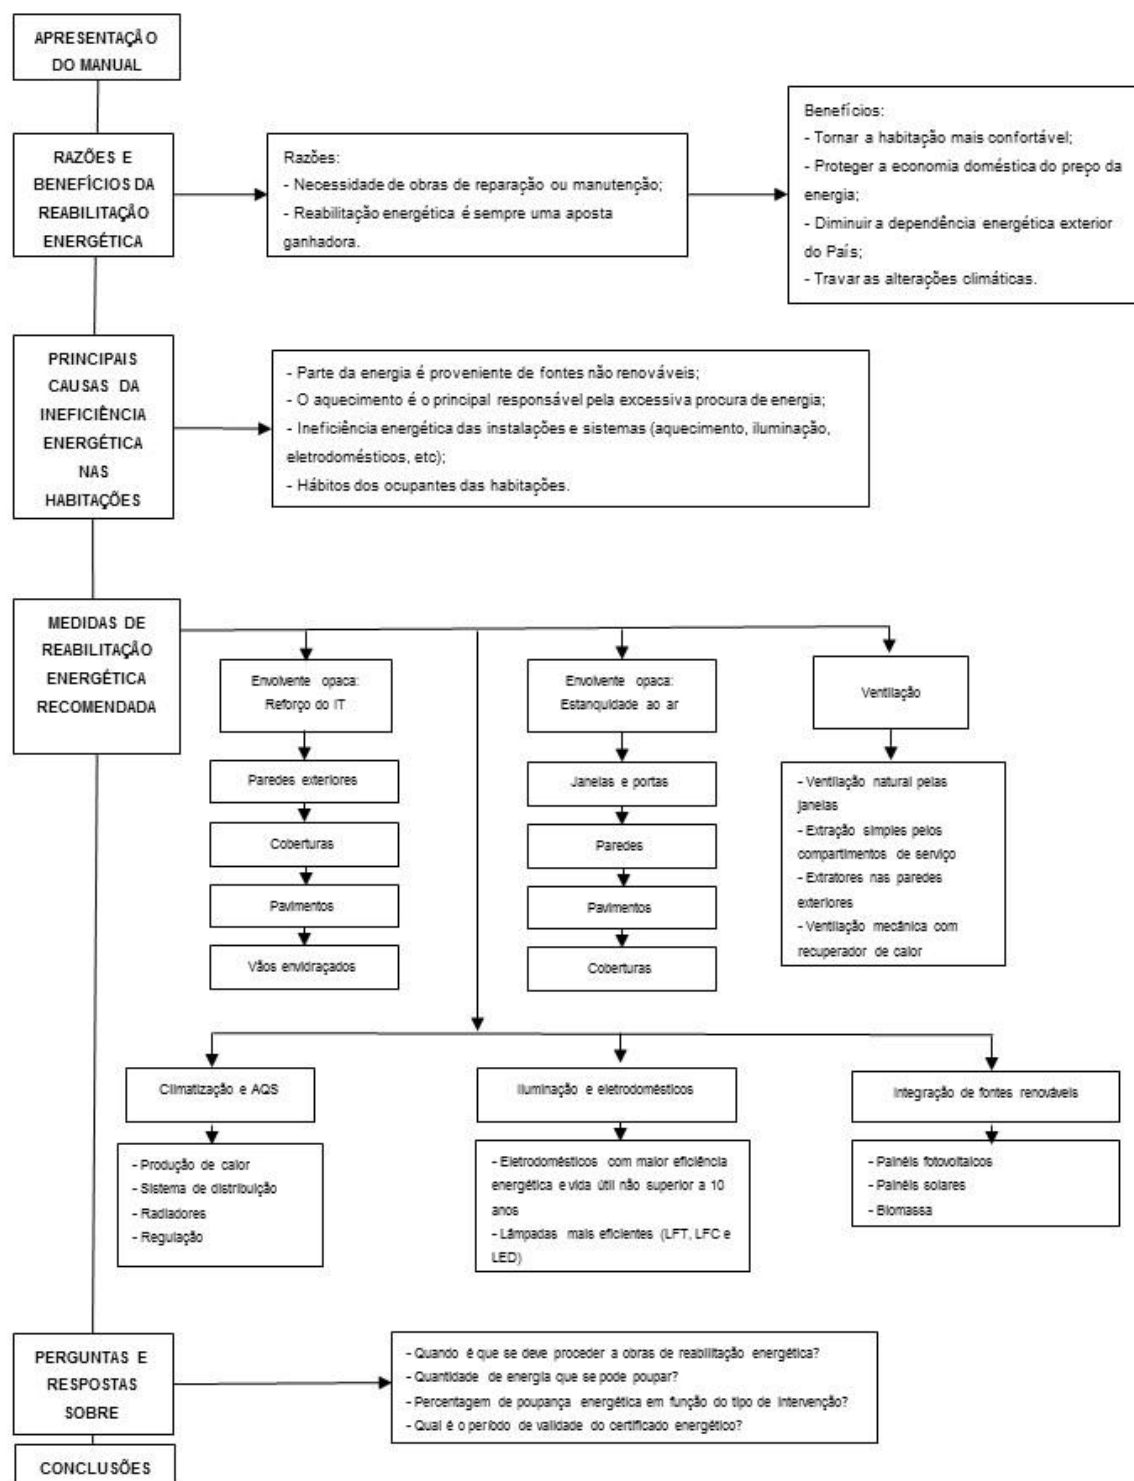 APRESENTAÇÃO
DO MANUAL
RAZÕES E
BENEFÍCIOS DA
REABILITAÇÃO
ENERGÉTICA
Razões:
- Necessidade de obras de reparação ou manutenção;
- Reabilitação energética é sempre uma aposta
ganhadora.
Benefícios:
- Tornar a habitação mais confortável;
- Proteger a economia doméstica do preço da
energia;
- Diminuir a dependência energética exterior
do País;
- Travar as alterações climáticas.
PRINCIPAIS
CAUSAS DA
INEFICIÊNCIA
ENERGÉTICA
NAS
HABITAÇÕES
- Parte da energia é proveniente de fontes não renováveis;
- O aquecimento é o principal responsável pela excessiva procura de energia;
- Ineficiência energética das instalações e sistemas (aquecimento, iluminação,
eletrodomésticos, etc);
- Hábitos dos ocupantes das habitações.
MEDIDAS DE
REABILITAÇÃO
ENERGÉTICA
RECOMENDADA
Envolvente opaca:
Reforço do IT
Paredes exteriores
Coberturas
Pavimentos
Vãos envidraçados
Envolvente opaca:
Estanquidade ao ar
Janelas e portas
Paredes
Pavimentos
Coberturas
Ventilação
- Ventilação natural pelas
janelas
- Extração simples pelos
compartimentos de serviço
- Extratores nas paredes
exteriores
- Ventilação mecânica com
recuperador de calor
Climatização e AQS
- Produção de calor
- Sistema de distribuição
- Radiadores
- Regulação
Iluminação e eletrodomésticos
- Eletrodomésticos com maior eficiência
energética e vida útil não superior a 10
anos
- Lâmpadas mais eficientes (LFT, LFC e
LED)
Integração de fontes renováveis
- Painéis fotovoltaicos
- Painéis solares
- Biomassa
PERGUNTAS E
RESPOSTAS
SOBRE
- Quando é que se deve proceder a obras de reabilitação energética?
- Quantidade de energia que se pode poupar?
- Percentagem de poupança energética em função do tipo de intervenção?
- Qual é o período de validade do certificado energético?
CONCLUSÕES